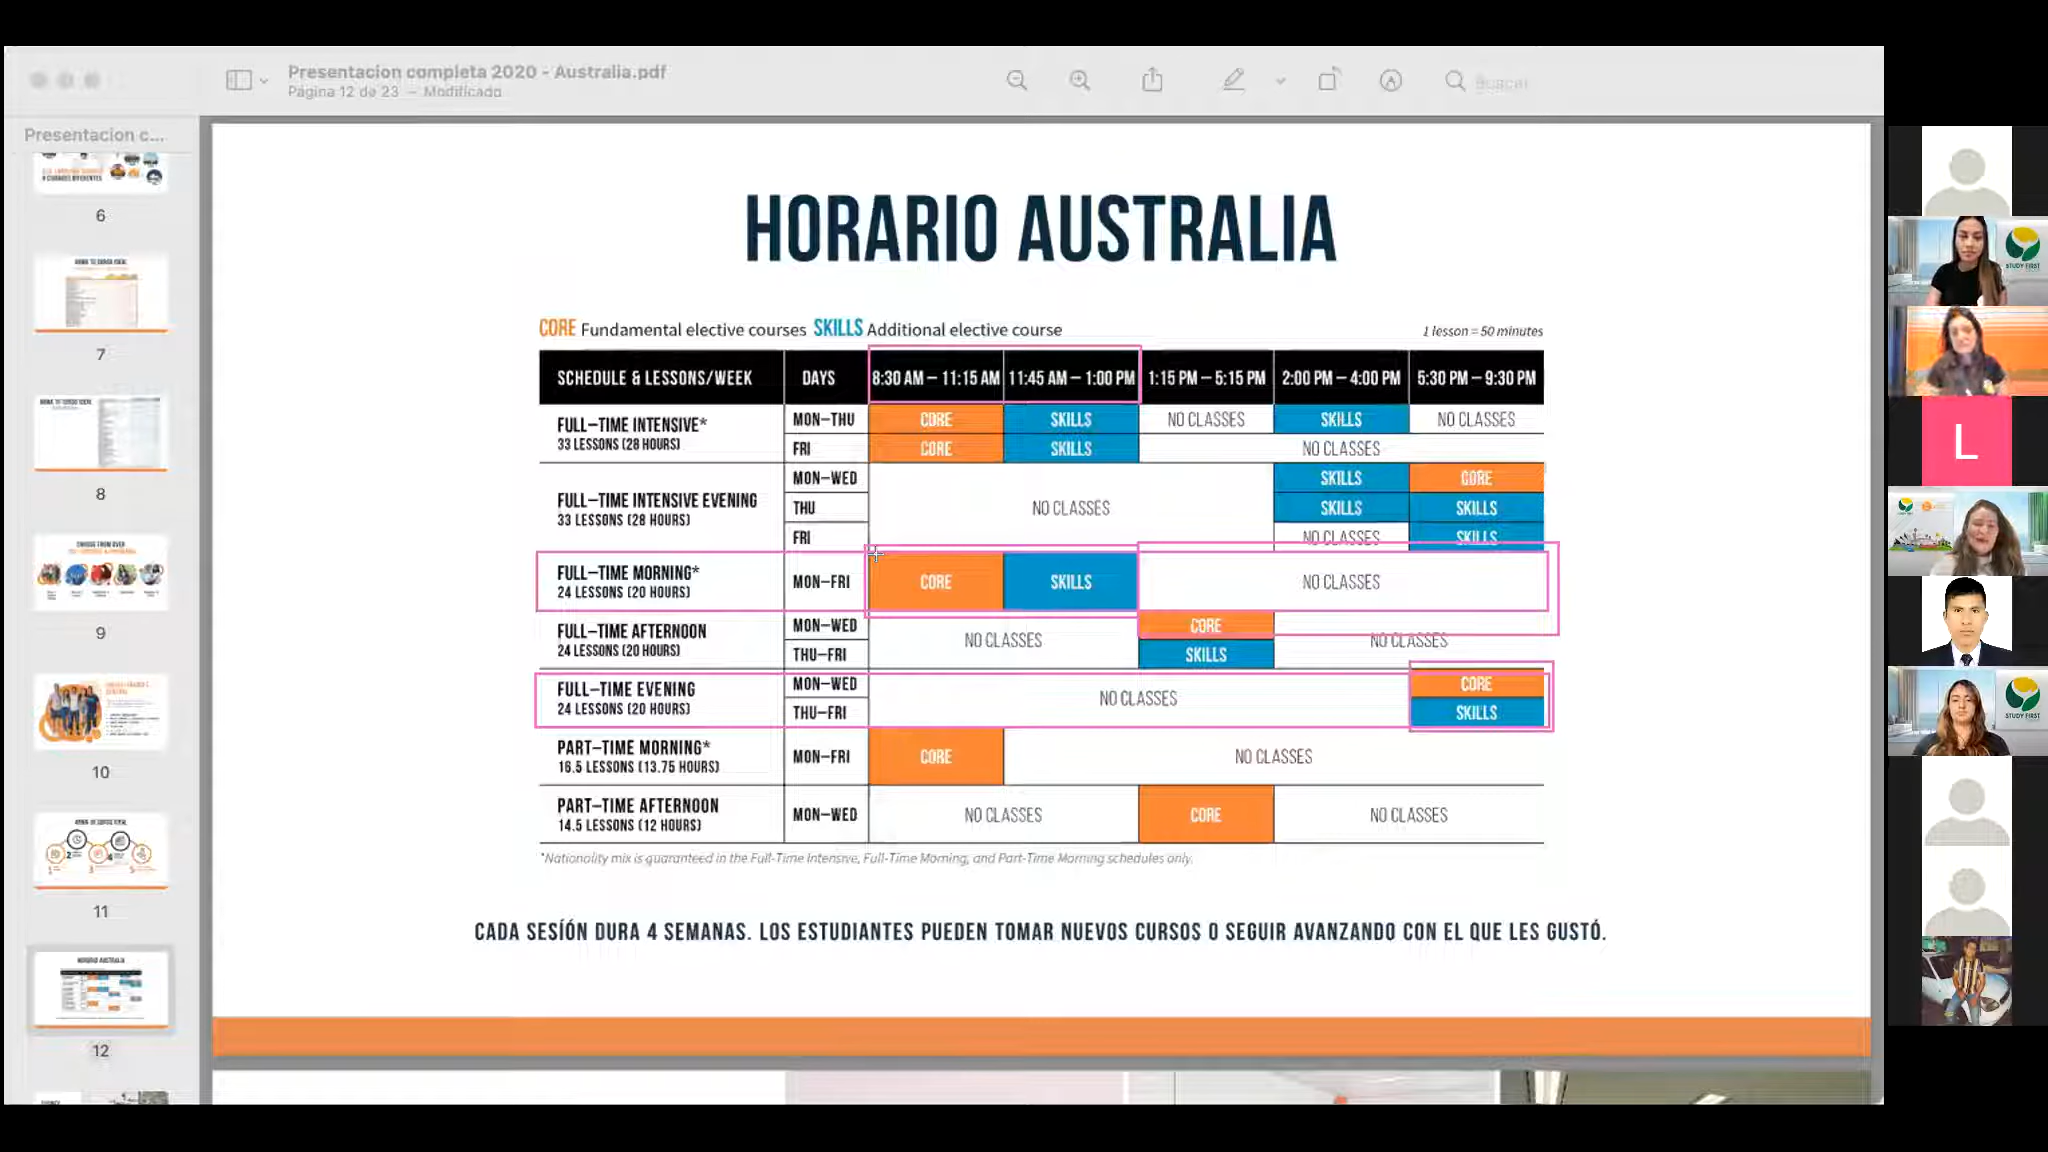 Presentacion completa 2020 - Australia.pdf
Página 12 de 23 — Modificado
Buscar
Presentacion c...
6
7
8
9
10
11
12
HORARIO AUSTRALIA
CORE Fundamental elective courses SKILLS Additional elective course
1 lesson = 50 minutes
SCHEDULE & LESSONS/WEEK DAYS 8:30 AM – 11:15 AM 11:45 AM – 1:00 PM 1:15 PM – 5:15 PM 2:00 PM – 4:00 PM 5:30 PM – 9:30 PM
FULL–TIME INTENSIVE*
33 LESSONS (28 HOURS)
MON–THU CORE SKILLS NO CLASSES SKILLS NO CLASSES
FRI CORE SKILLS NO CLASSES
FULL–TIME INTENSIVE EVENING
33 LESSONS (28 HOURS)
MON–WED NO CLASSES SKILLS CORE
THU SKILLS SKILLS
FRI NO CLASSES SKILLS
FULL–TIME MORNING*
24 LESSONS (20 HOURS)
MON–FRI CORE SKILLS NO CLASSES
FULL–TIME AFTERNOON
24 LESSONS (20 HOURS)
MON–WED NO CLASSES CORE NO CLASSES
THU–FRI SKILLS
FULL–TIME EVENING
24 LESSONS (20 HOURS)
MON–WED NO CLASSES CORE
THU–FRI SKILLS
PART–TIME MORNING*
16.5 LESSONS (13.75 HOURS)
MON–FRI CORE NO CLASSES
PART–TIME AFTERNOON
14.5 LESSONS (12 HOURS)
MON–WED NO CLASSES CORE NO CLASSES
*Nationality mix is guaranteed in the Full-Time Intensive, Full-Time Morning, and Part-Time Morning schedules only.
CADA SESÍÓN DURA 4 SEMANAS. LOS ESTUDIANTES PUEDEN TOMAR NUEVOS CURSOS O SEGUIR AVANZANDO CON EL QUE LES GUSTÓ.
STUDY FIRST
L
STUDY FIRST